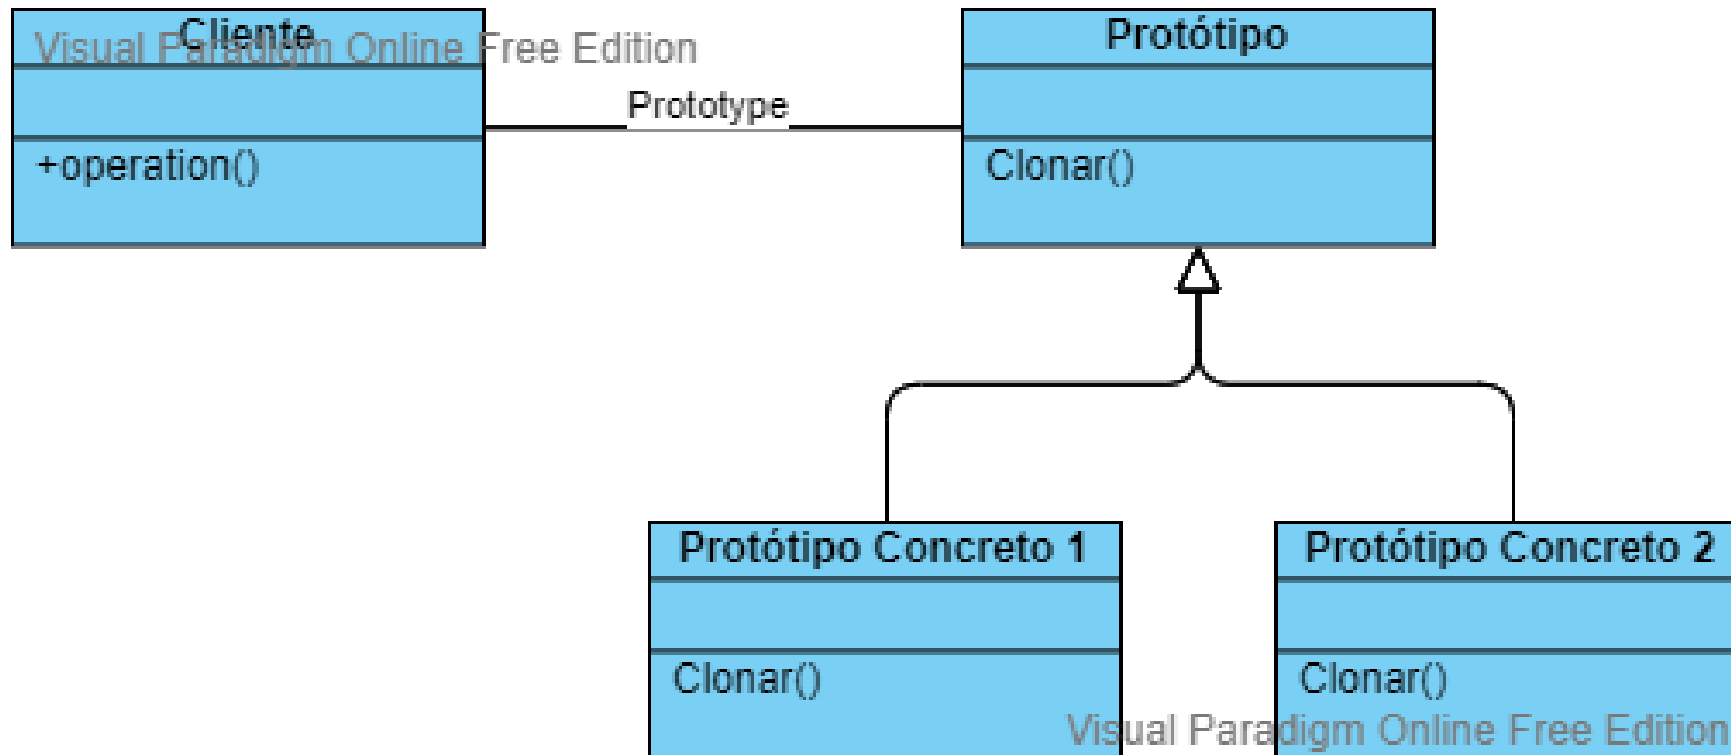 Cliente
Visual Paradigm Online Free Edition
Protótipo
Prototype
+operation()
Clonar()
Protótipo Concreto 1
Protótipo Concreto 2
Clonar()
Clonar()
Visual Paradigm Online Free Edition